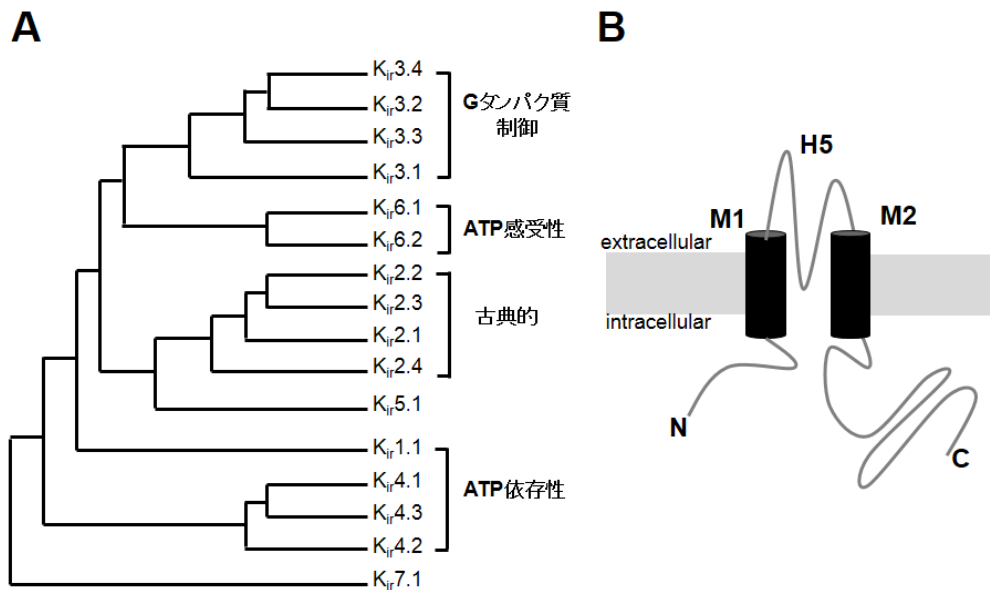 A
Kir3.4
Kir3.2
Kir3.3
Kir3.1
Gタンパク質
制御
Kir6.1
Kir6.2
ATP感受性
Kir2.2
Kir2.3
Kir2.1
Kir2.4
古典的
Kir5.1
Kir1.1
Kir4.1
Kir4.3
Kir4.2
ATP依存性
Kir7.1
B
H5
M1
M2
extracellular
intracellular
N
C